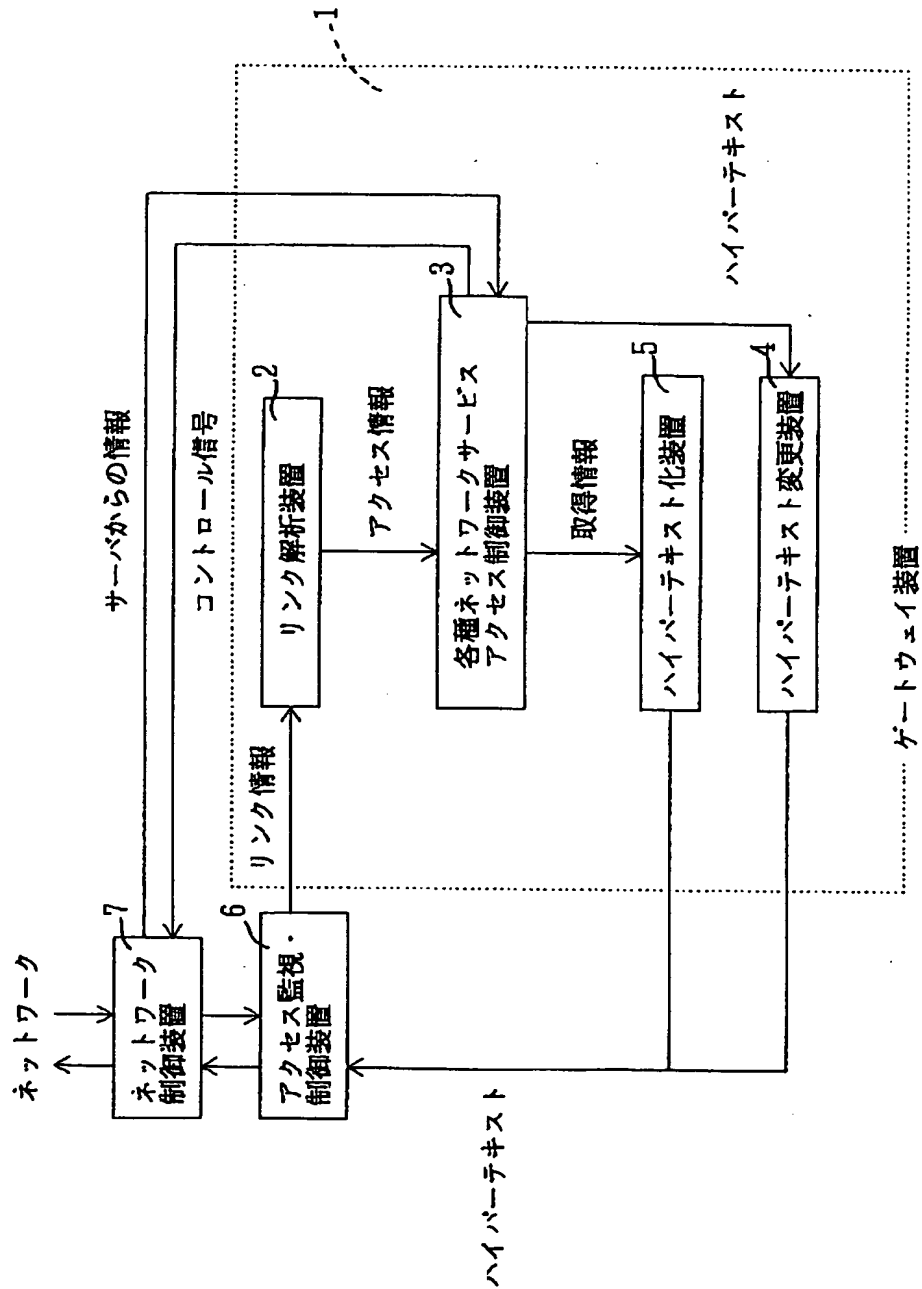 ネットワーク
7
ネットワーク
制御装置
サーバからの情報
コントロール信号
6
アクセス監視・
制御装置
リンク情報
2
リンク解析装置
アクセス情報
3
各種ネットワークサービス
アクセス制御装置
取得情報
5
ハイパーテキスト化装置
4
ハイパーテキスト変更装置
ハイパーテキスト
ハイパーテキスト
ゲートウェイ装置
1